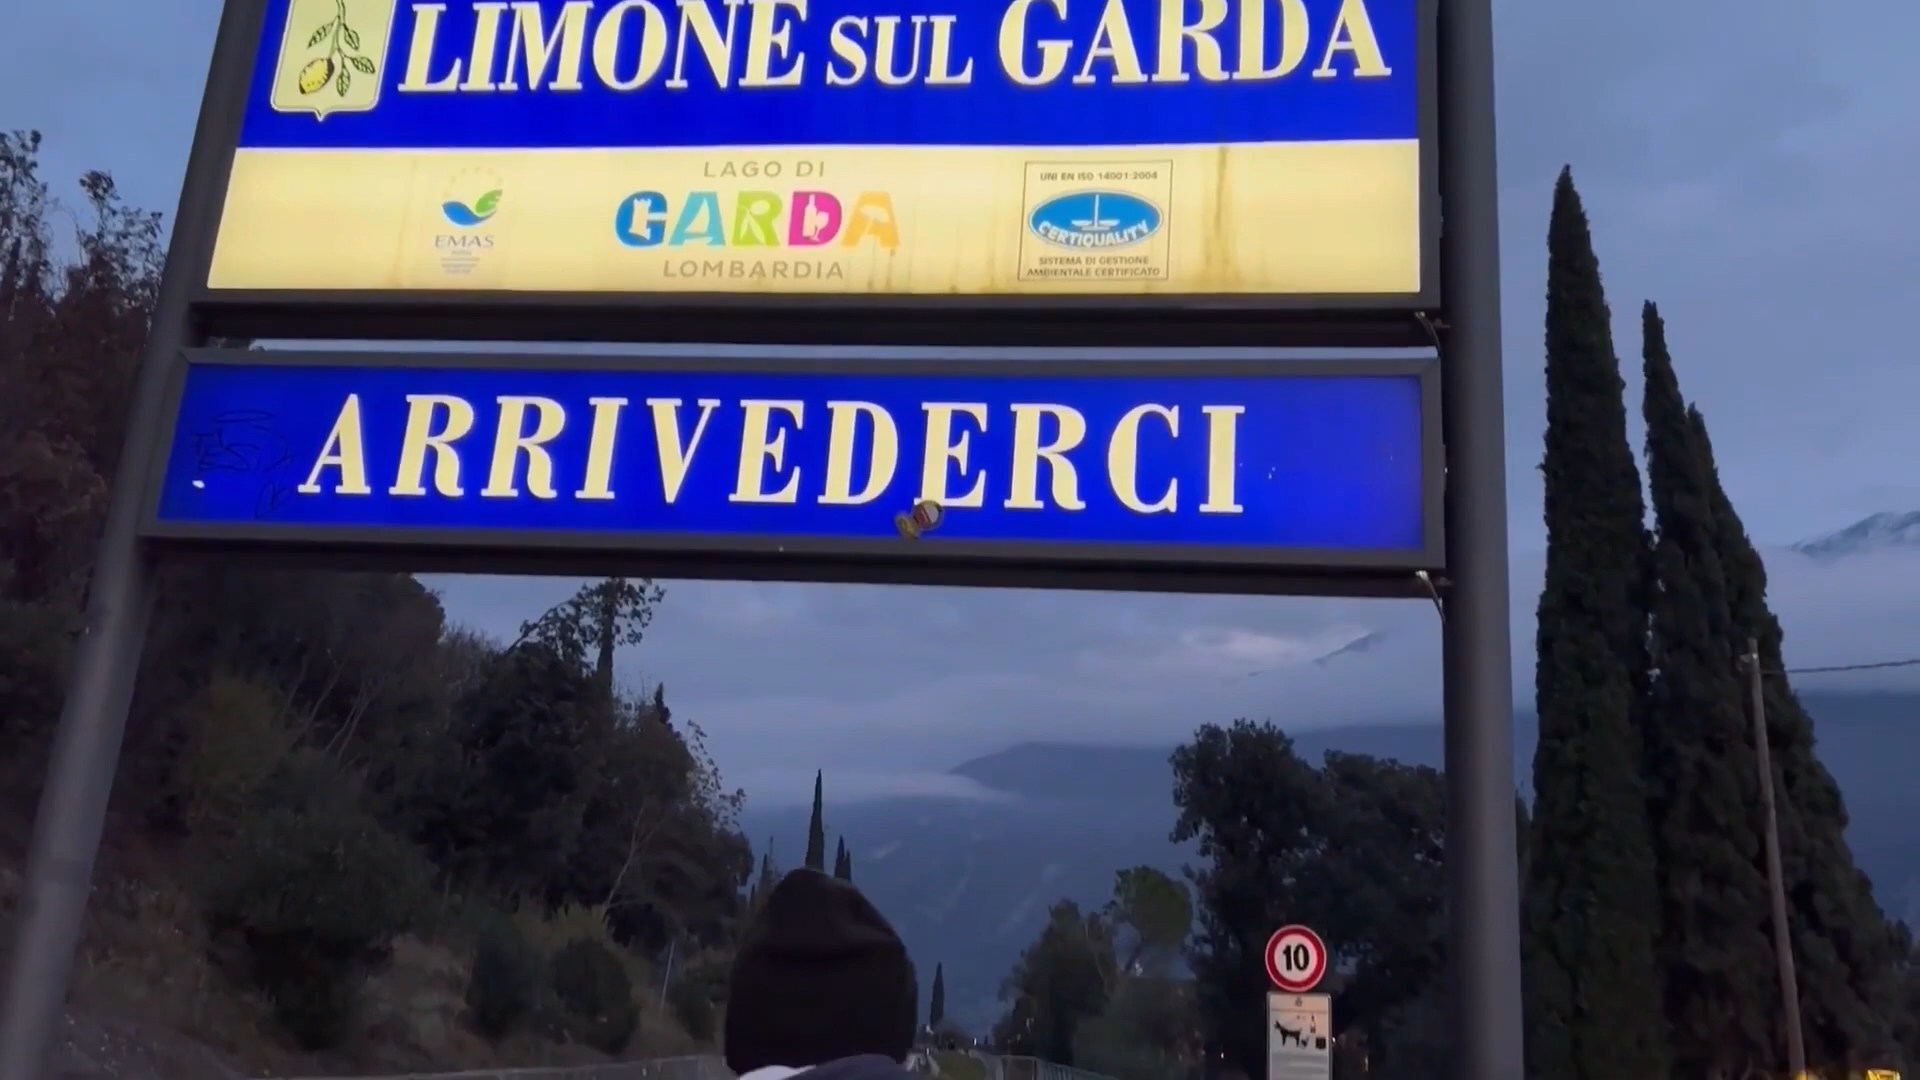 LIMONE SUL GARDA
LAGO DI
GARDA
LOMBARDIA
EMAS
UNI EN ISO 14001:2004
CERTIQUALITY
SISTEMA DI GESTIONE
AMBIENTALE CERTIFICATO
ARRIVEDERCI
10